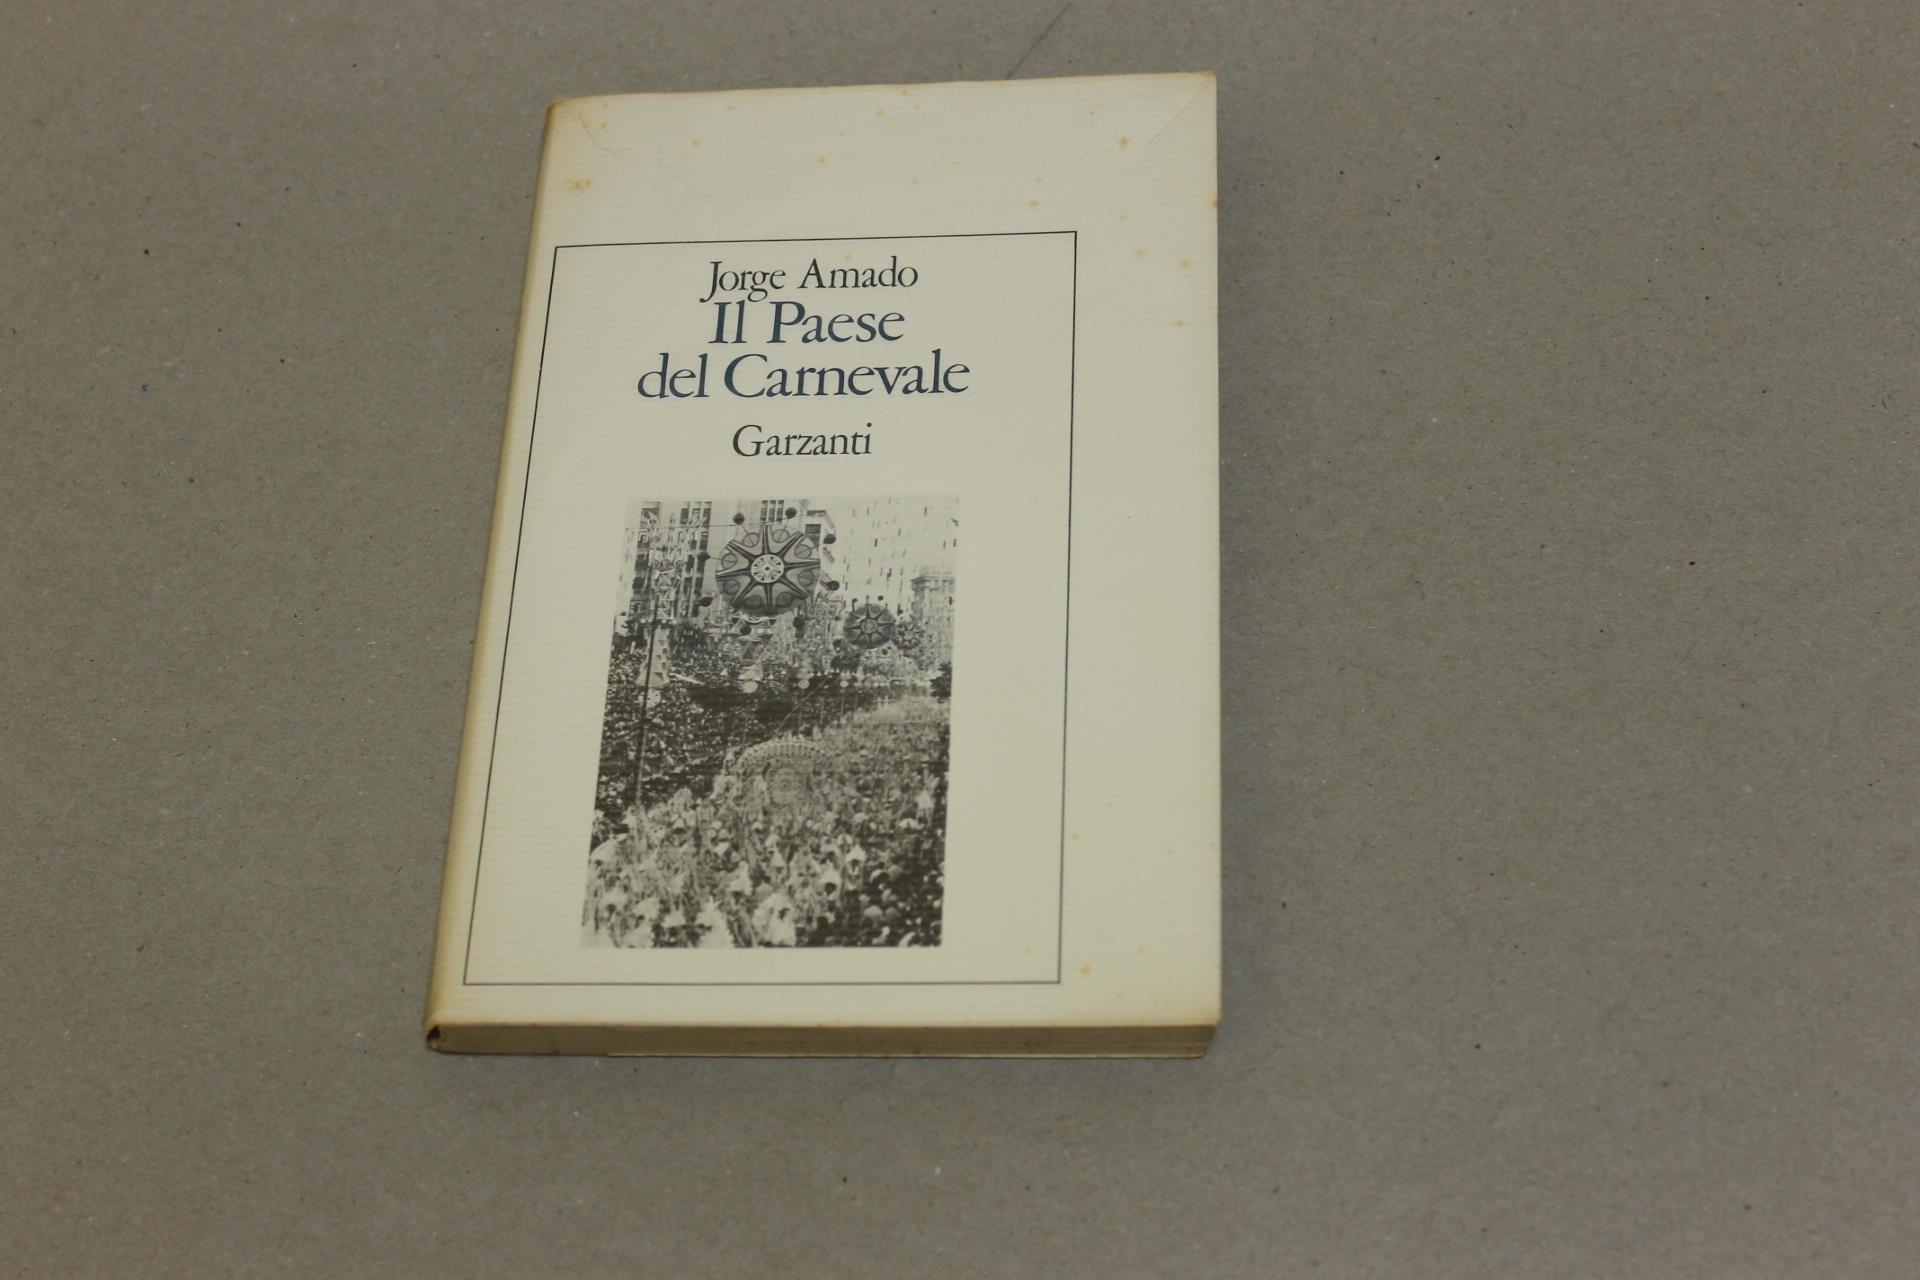 Jorge Amado
Il Paese
del Carnevale
Garzanti